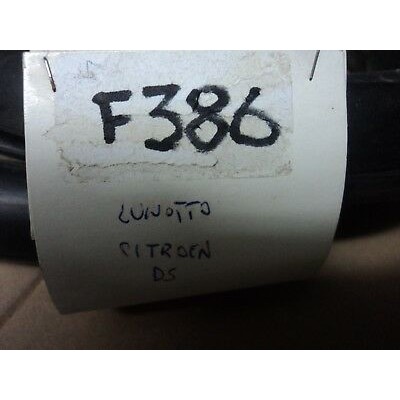 F386
LUNOTTO
CITROEN
DS